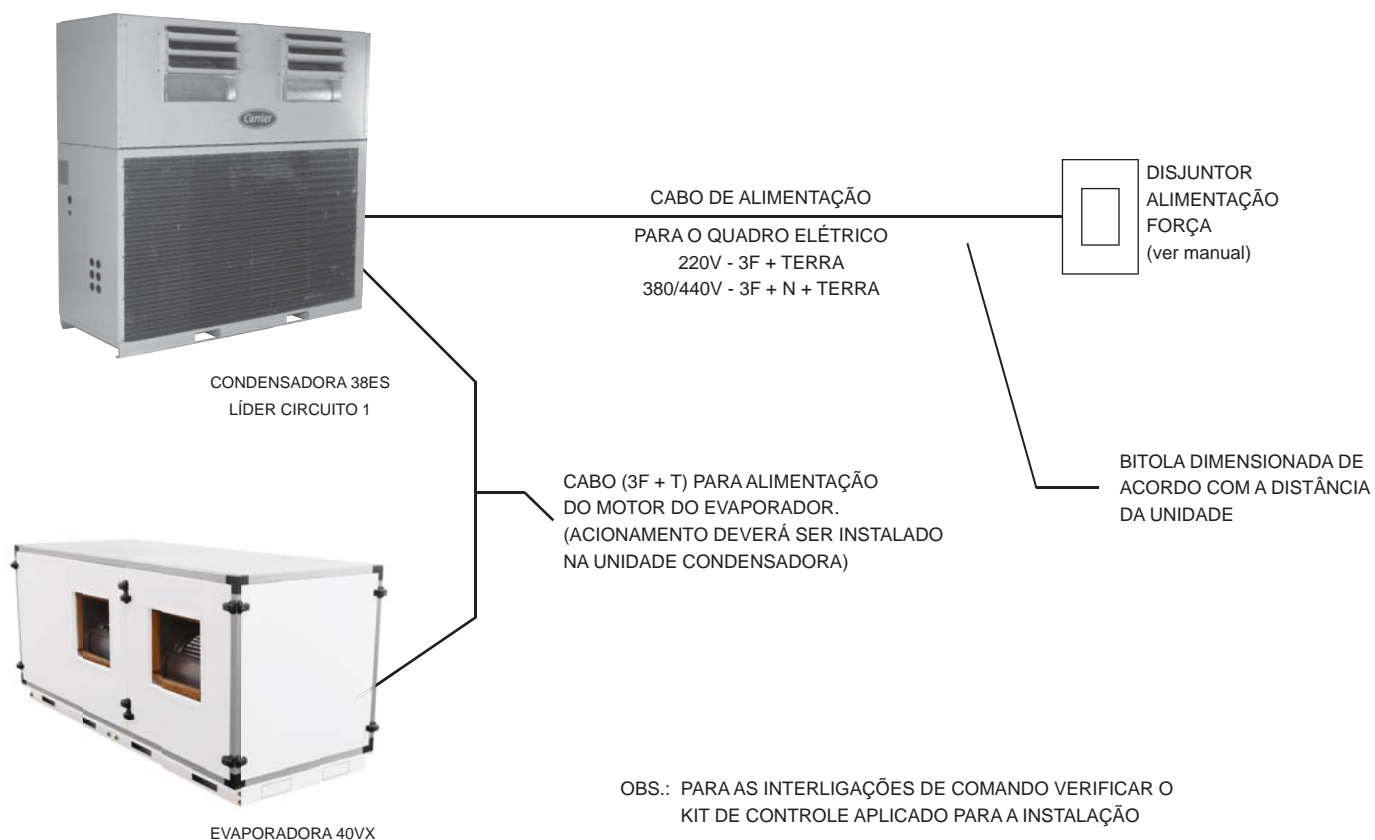 Carrier
CONDENSADORA 38ES
LÍDER CIRCUITO 1
CABO DE ALIMENTAÇÃO
PARA O QUADRO ELÉTRICO
220V - 3F + TERRA
380/440V - 3F + N + TERRA
DISJUNTOR
ALIMENTAÇÃO
FORÇA
(ver manual)
CABO (3F + T) PARA ALIMENTAÇÃO
DO MOTOR DO EVAPORADOR.
(ACIONAMENTO DEVERÁ SER INSTALADO
NA UNIDADE CONDENSADORA)
BITOLA DIMENSIONADA DE
ACORDO COM A DISTÂNCIA
DA UNIDADE
EVAPORADORA 40VX
OBS.: PARA AS INTERLIGAÇÕES DE COMANDO VERIFICAR O
KIT DE CONTROLE APLICADO PARA A INSTALAÇÃO